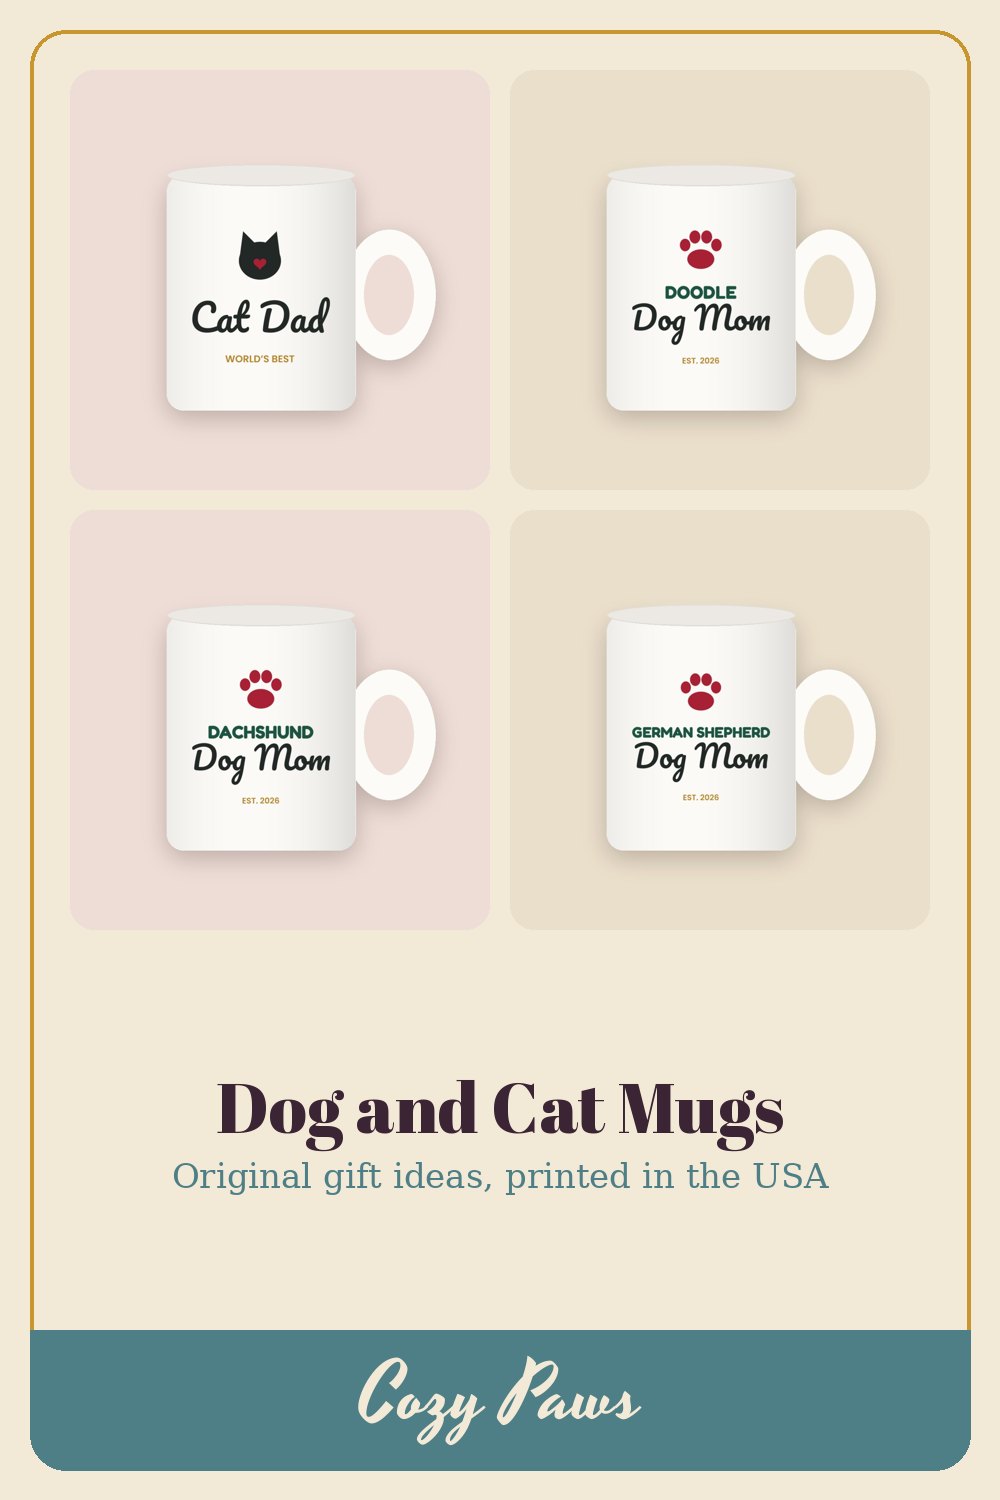 Cat Dad
WORLD'S BEST
DOODLE
Dog Mom
EST. 2026
DACHSHUND
Dog Mom
EST. 2026
GERMAN SHEPHERD
Dog Mom
EST. 2026
Dog and Cat Mugs
Original gift ideas, printed in the USA
Cozy Paws